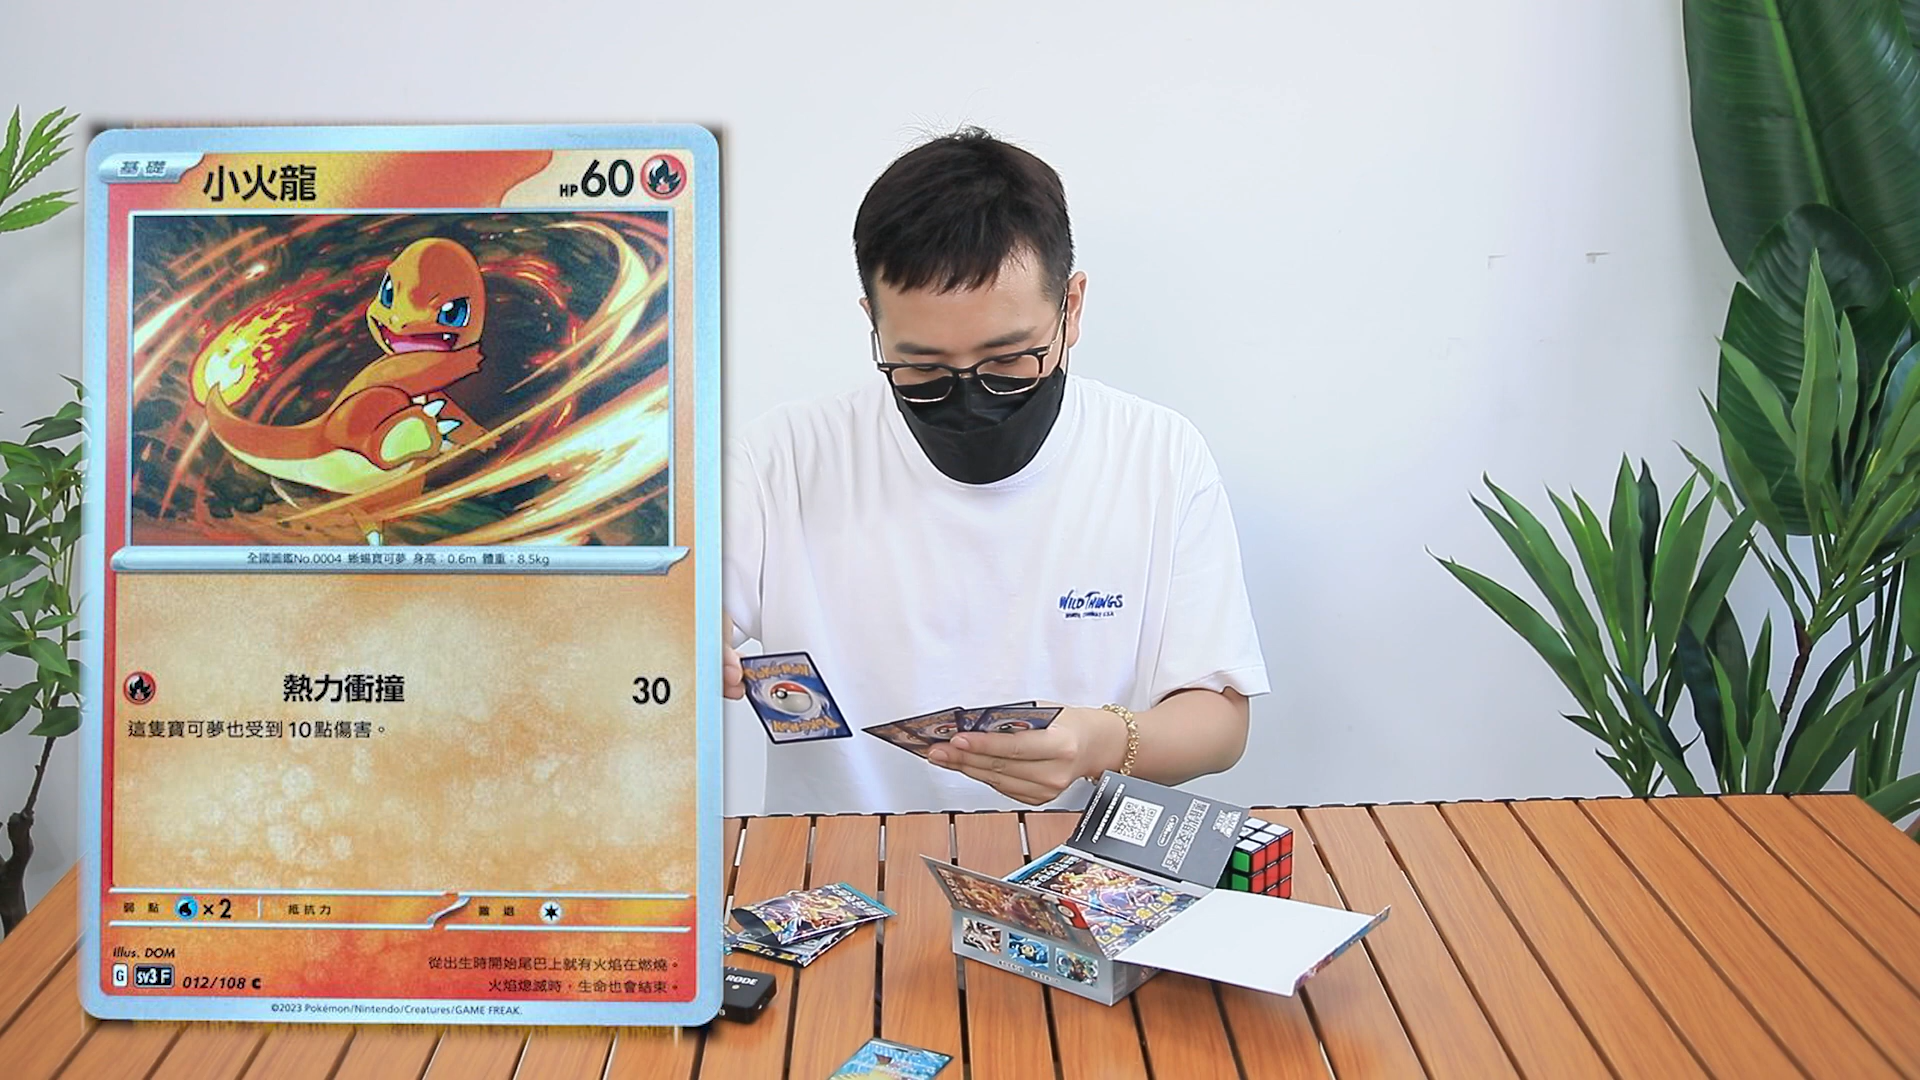 基礎
小火龍
HP60
全國圖鑑No.0004 蜥蜴寶可夢 身高：0.6m 體重：8.5kg
熱力衝撞 30
這隻寶可夢也受到10點傷害。
弱點 ×2 抵抗力 撤退
Illus. DOM
G SV3 F 012/108 C
從出生時開始尾巴上就有火焰在燃燒。
火焰熄滅時，生命也會結束。
©2023 Pokémon/Nintendo/Creatures/GAME FREAK.
WILD THINGS
RODE